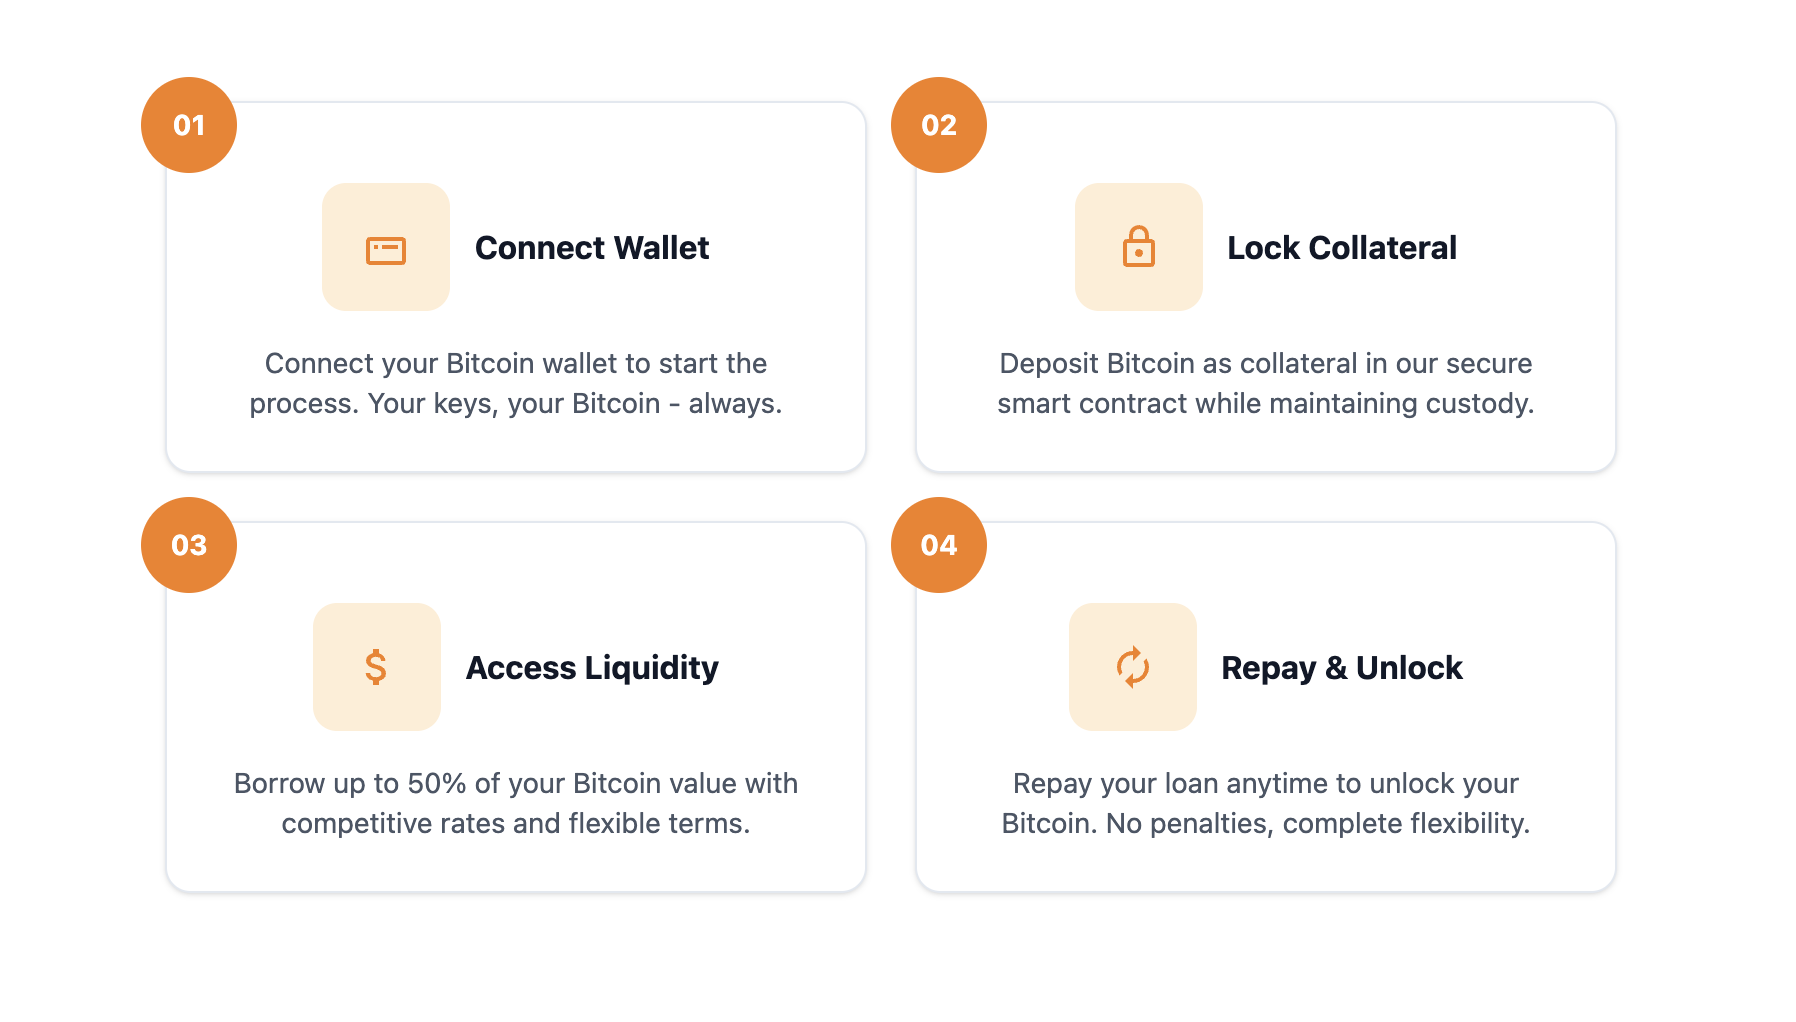 01
Connect Wallet
Connect your Bitcoin wallet to start the
process. Your keys, your Bitcoin - always.
02
Lock Collateral
Deposit Bitcoin as collateral in our secure
smart contract while maintaining custody.
03
$
Access Liquidity
Borrow up to 50% of your Bitcoin value with
competitive rates and flexible terms.
04
Repay & Unlock
Repay your loan anytime to unlock your
Bitcoin. No penalties, complete flexibility.